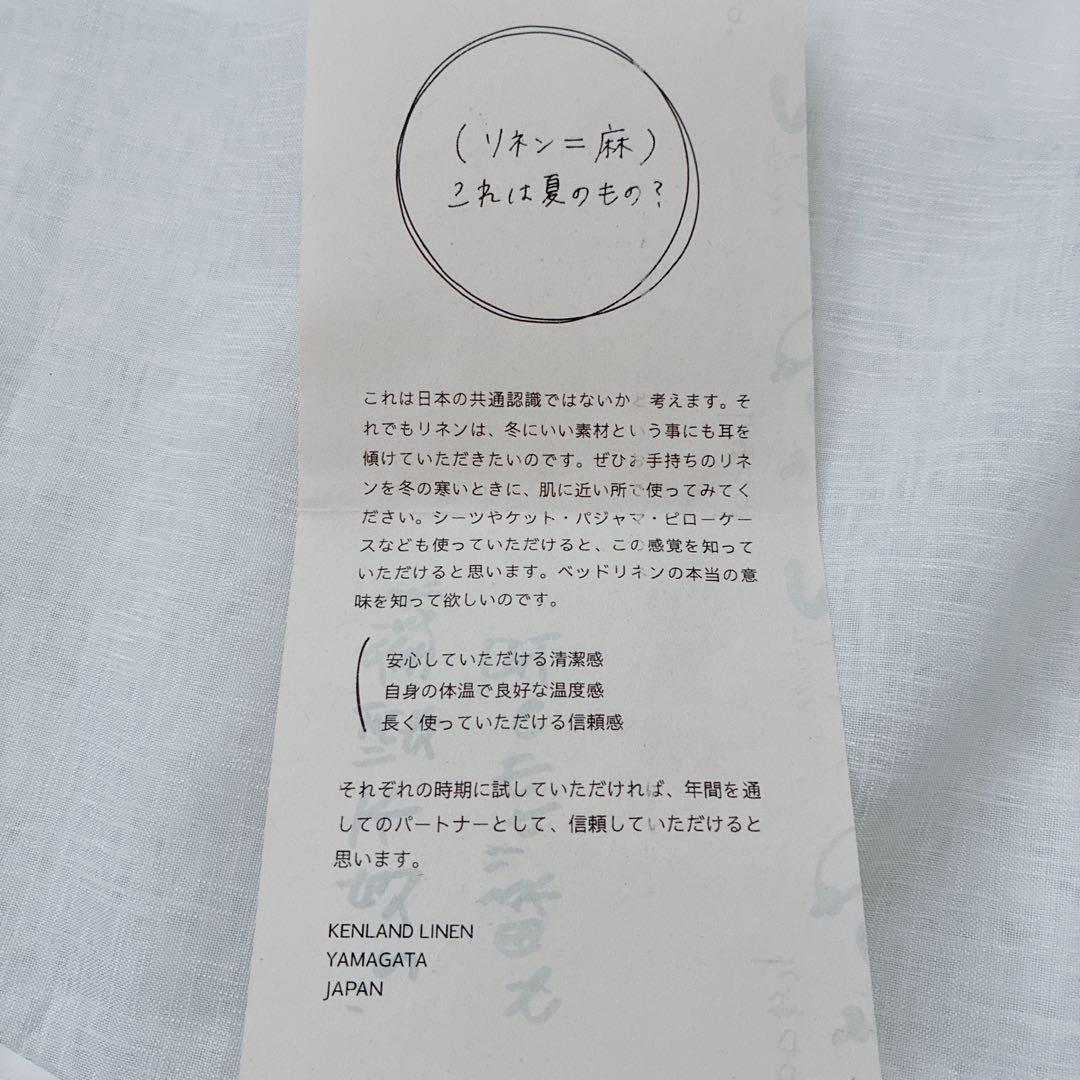 (リネン=麻)
これは夏のもの?
これは日本の共通認識ではないかと考えます。そ
れでもリネンは、冬にいい素材という事にも耳を
傾けていただきたいのです。ぜひお手持ちのリネ
ンを冬の寒いときに、肌に近い所で使ってみてく
ださい。シーツやケット・パジャマ・ピローケー
スなども使っていただけると、この感覚を知って
いただけると思います。ベッドリネンの本当の意
味を知って欲しいのです。
安心していただける清潔感
自身の体温で良好な温度感
長く使っていただける信頼感
それぞれの時期に試していただければ、年間を通
してのパートナーとして、信頼していただけると
思います。
KENLAND LINEN
YAMAGATA
JAPAN